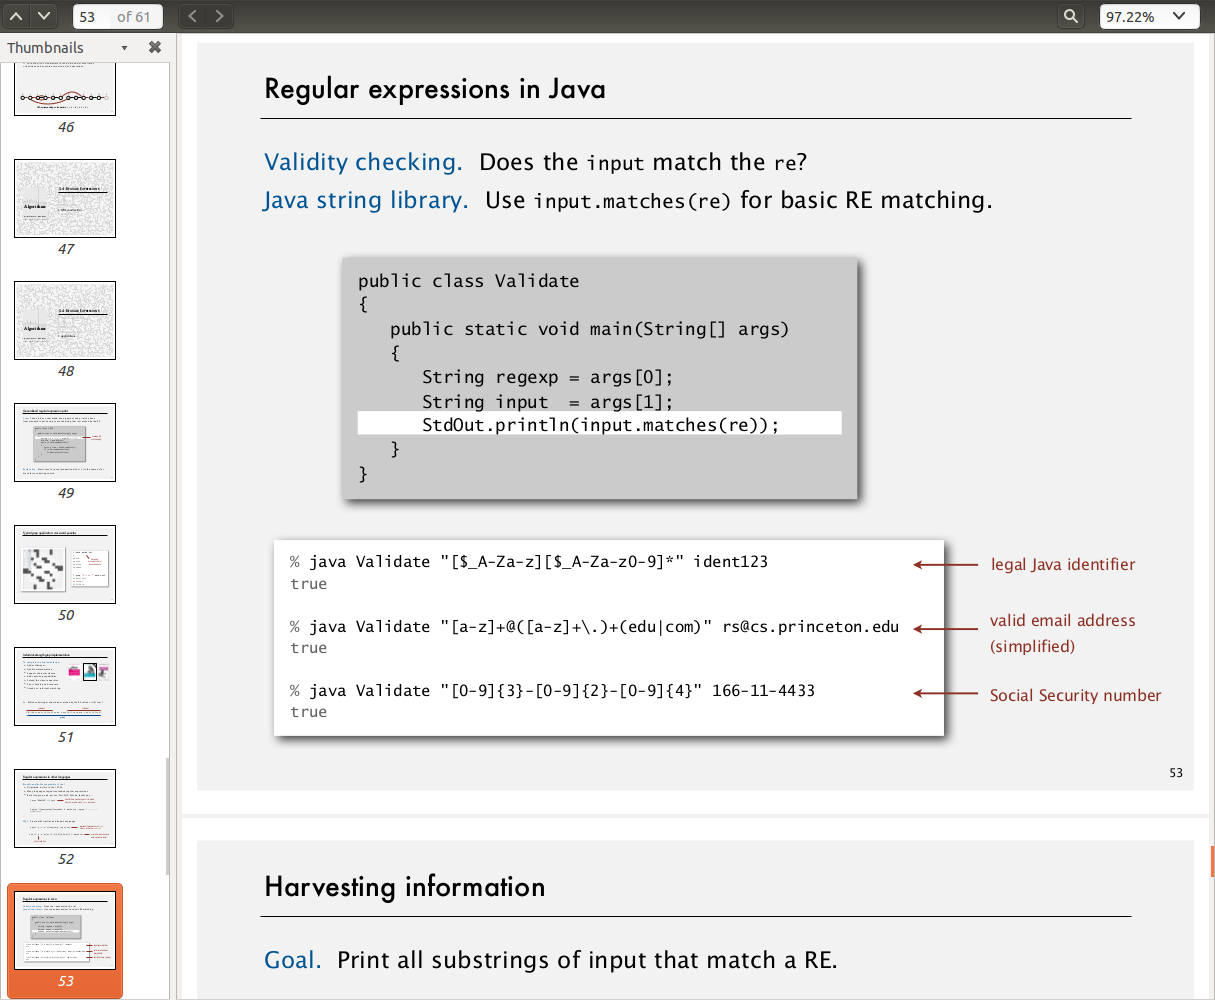 53 of 61
97.22%
Thumbnails
46
47
48
49
50
51
52
53
Regular expressions in Java
Validity checking. Does the input match the re?
Java string library. Use input.matches(re) for basic RE matching.
public class Validate
{
public static void main(String[] args)
{
String regexp = args[0];
String input = args[1];
StdOut.println(input.matches(re));
}
}
% java Validate "[$_A-Za-z][$_A-Za-z0-9]*" ident123
legal Java identifier
true
% java Validate "[a-z]+@([a-z]+\.)+(edu|com)" rs@cs.princeton.edu
valid email address
(simplified)
true
% java Validate "[0-9]{3}-[0-9]{2}-[0-9]{4}" 166-11-4433
Social Security number
true
53
Harvesting information
Goal. Print all substrings of input that match a RE.